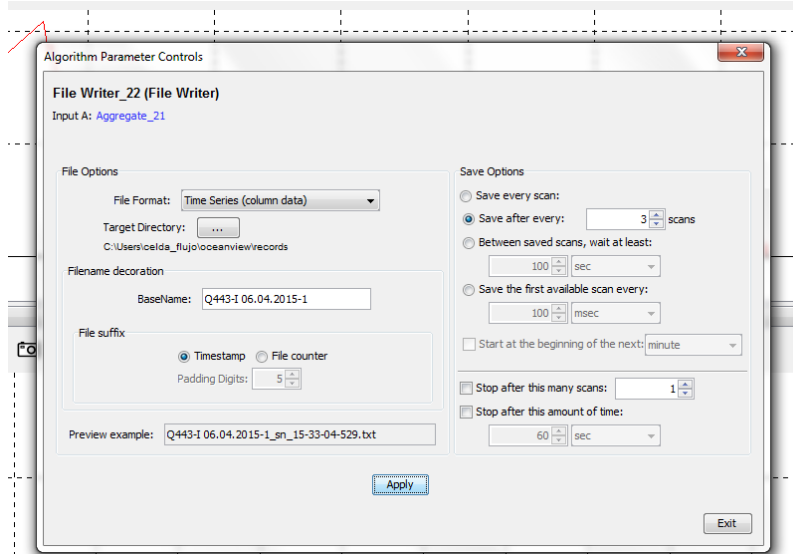 Algorithm Parameter Controls
File Writer_22 (File Writer)
Input A: Aggregate_21
File Options
File Format: Time Series (column data)
Target Directory: ...
C:\Users\celda_flujo\oceanview\records
Filename decoration
BaseName: Q443-I 06.04.2015-1
File suffix
Timestamp File counter
Padding Digits: 5
Preview example: Q443-I 06.04.2015-1_sn_15-33-04-529.txt
Save Options
Save every scan:
Save after every: 3 scans
Between saved scans, wait at least:
100 sec
Save the first available scan every:
100 msec
Start at the beginning of the next: minute
Stop after this many scans: 1
Stop after this amount of time:
60 sec
Apply
Exit